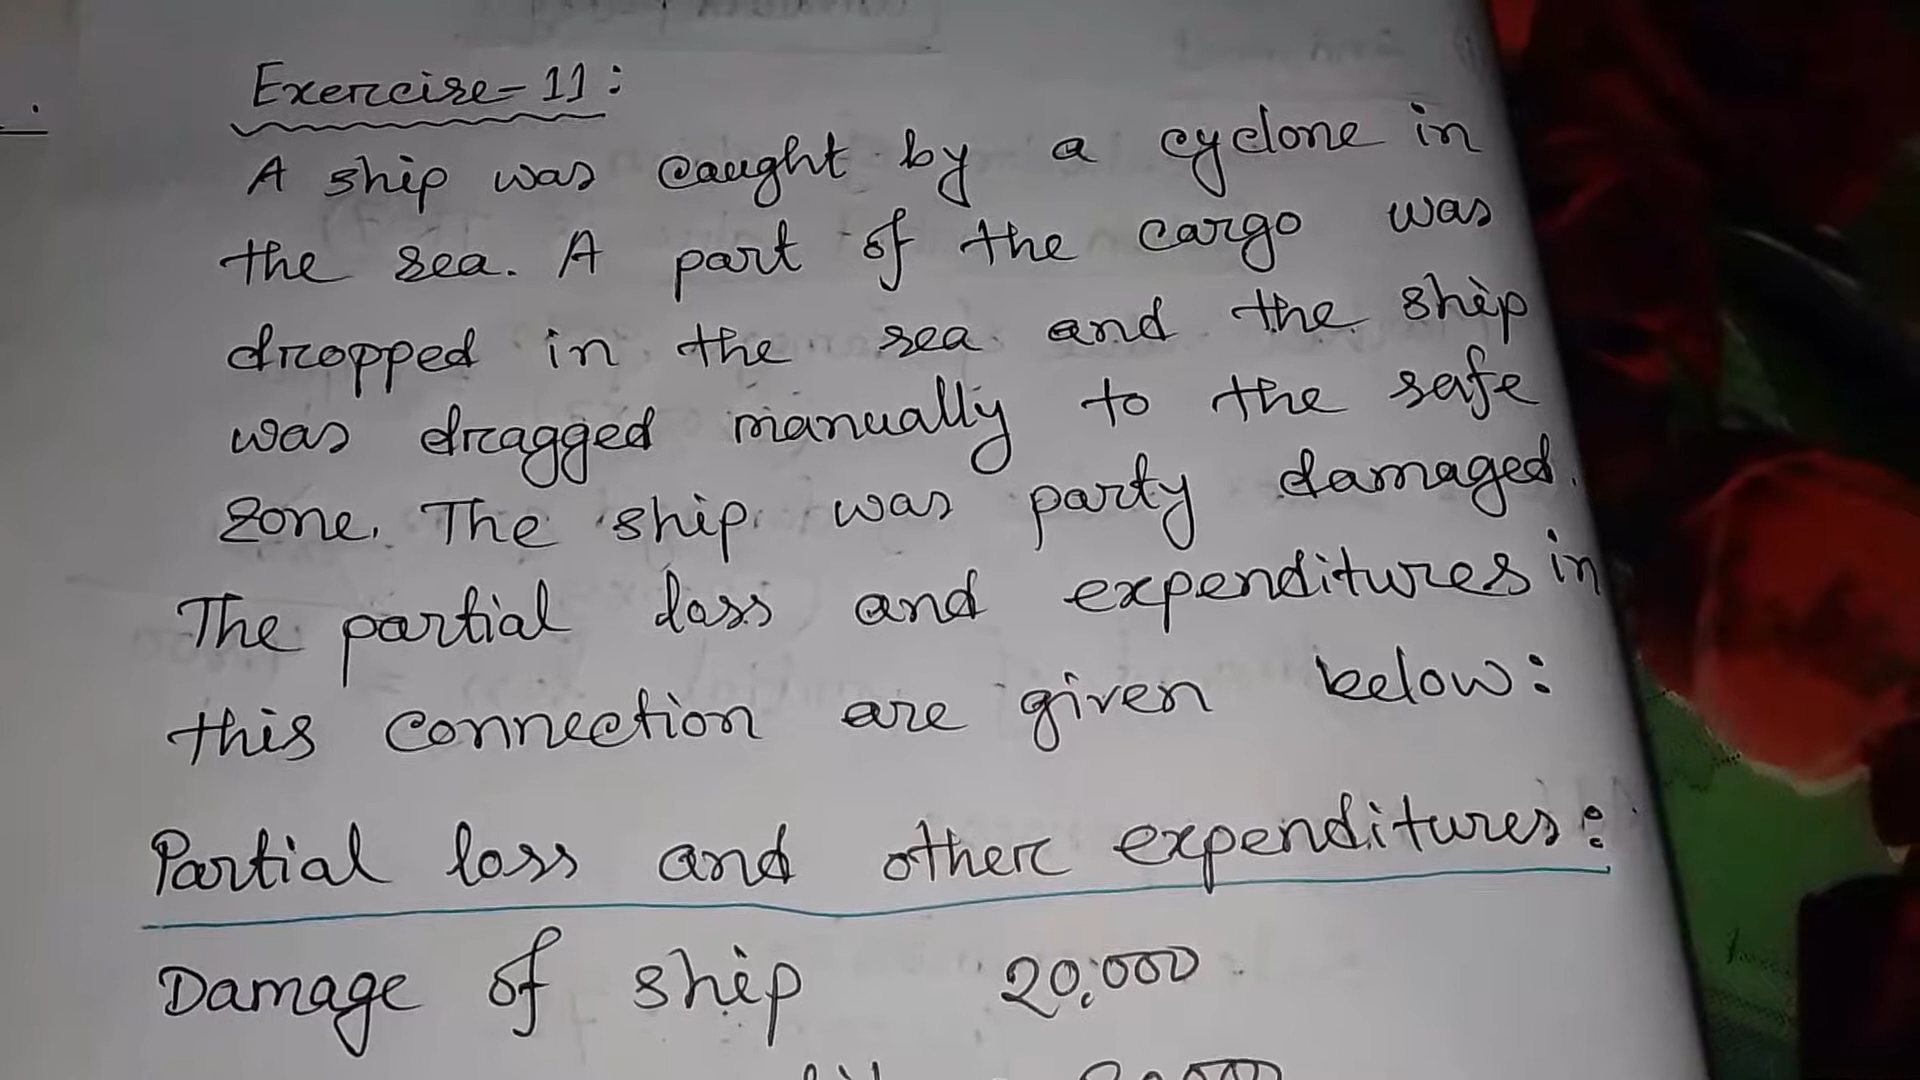 Exercise-11:
A ship was caught by a cyclone in
the sea. A part of the cargo was
dropped in the sea and the ship
was dragged manually to the safe
zone. The ship was party damaged.
The partial loss and expenditures in
this connection are given below:
Partial loss and other expenditures:
Damage of ship 20,000